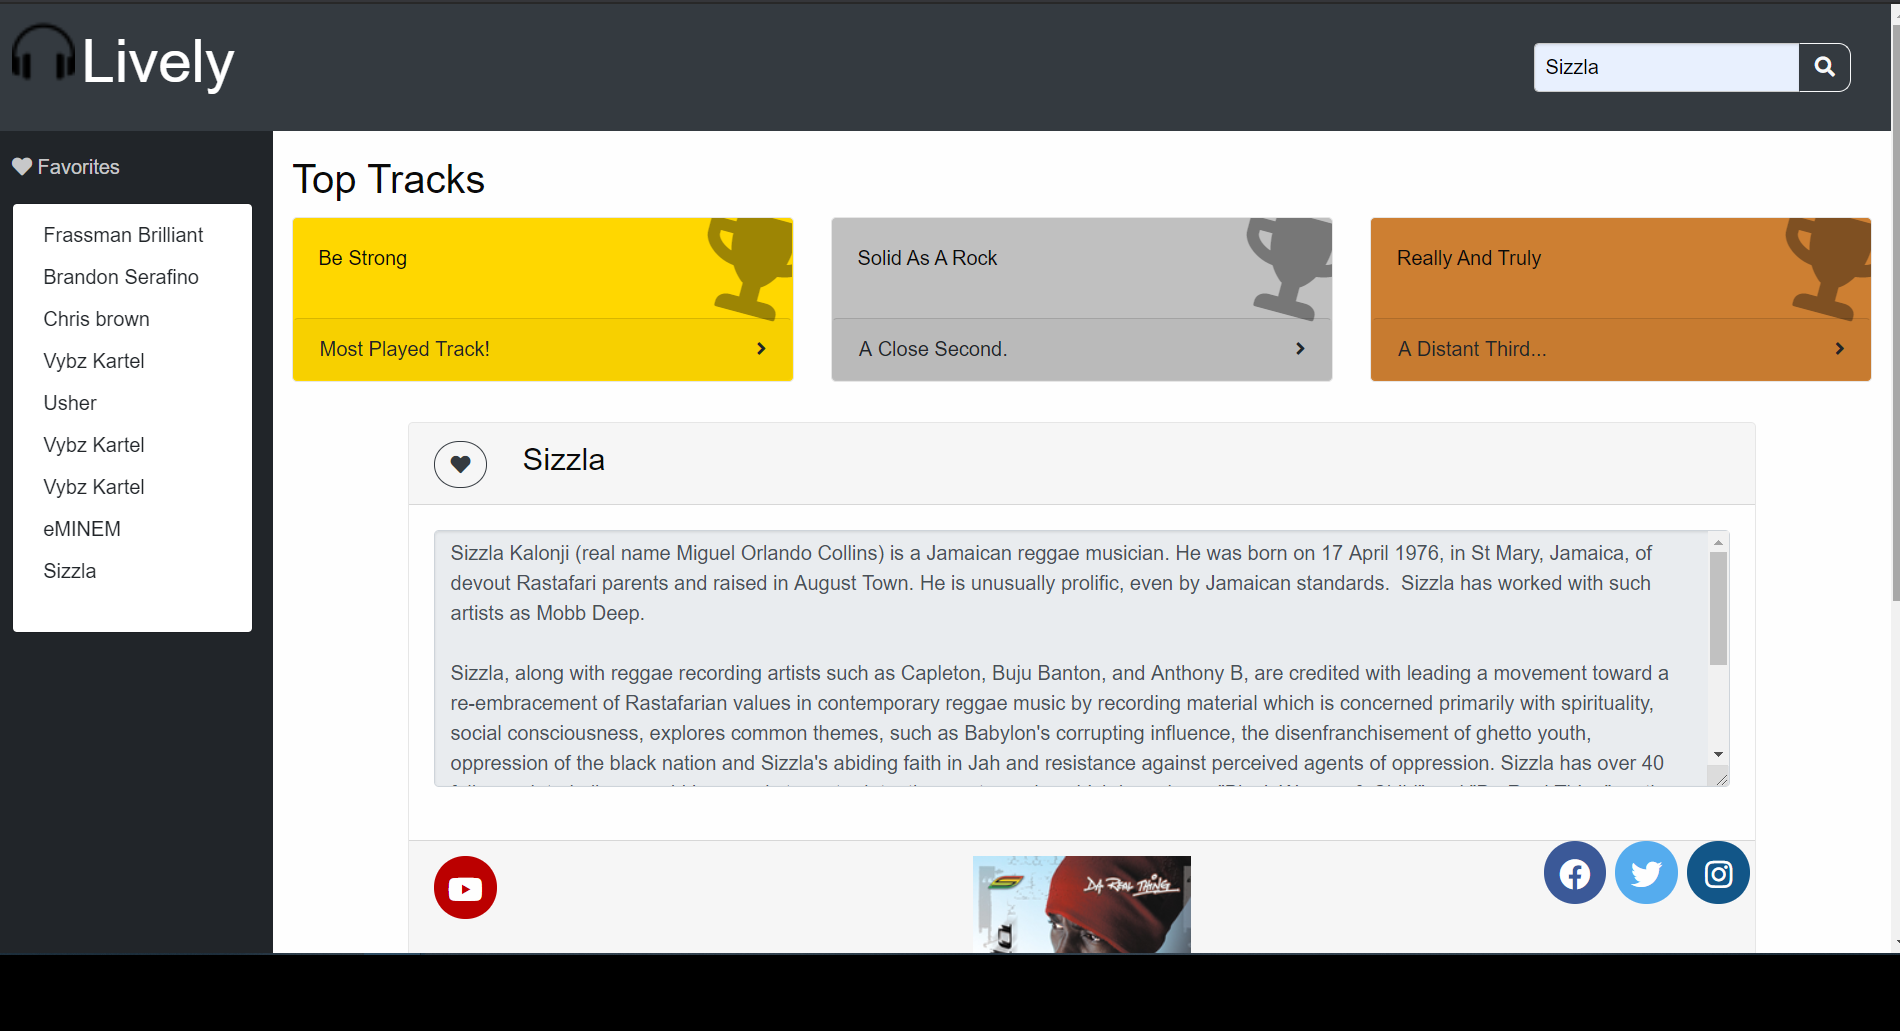 Lively
Sizzla
Favorites
Frassman Brilliant
Brandon Serafino
Chris brown
Vybz Kartel
Usher
Vybz Kartel
Vybz Kartel
eMINEM
Sizzla
Top Tracks
Be Strong
Most Played Track!
Solid As A Rock
A Close Second.
Really And Truly
A Distant Third...
Sizzla
Sizzla Kalonji (real name Miguel Orlando Collins) is a Jamaican reggae musician. He was born on 17 April 1976, in St Mary, Jamaica, of
devout Rastafari parents and raised in August Town. He is unusually prolific, even by Jamaican standards.  Sizzla has worked with such
artists as Mobb Deep.
Sizzla, along with reggae recording artists such as Capleton, Buju Banton, and Anthony B, are credited with leading a movement toward a
re-embracement of Rastafarian values in contemporary reggae music by recording material which is concerned primarily with spirituality,
social consciousness, explores common themes, such as Babylon's corrupting influence, the disenfranchisement of ghetto youth,
oppression of the black nation and Sizzla's abiding faith in Jah and resistance against perceived agents of oppression. Sizzla has over 40
DA REAL THING